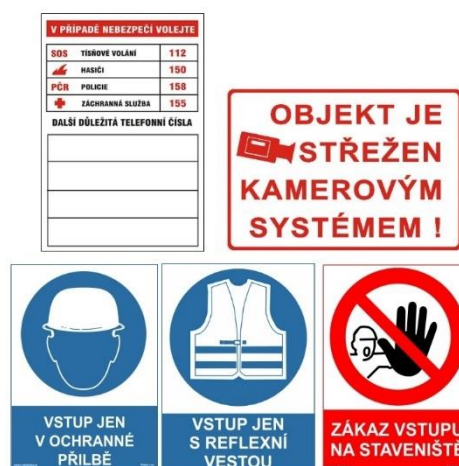 V PŘÍPADĚ NEBEZPEČÍ VOLEJTE
SOS TÍSŇOVÉ VOLÁNÍ 112
HASIČI 150
PČR POLICIE 158
ZÁCHRANNÁ SLUŽBA 155
DALŠÍ DŮLEŽITÁ TELEFONNÍ ČÍSLA
OBJEKT JE
STŘEŽEN
KAMEROVÝM
SYSTÉMEM !
VSTUP JEN
V OCHRANNÉ
PŘILBĚ
VSTUP JEN
S REFLEXNÍ
VESTOU
ZÁKAZ VSTUPU
NA STAVENIŠTĚ